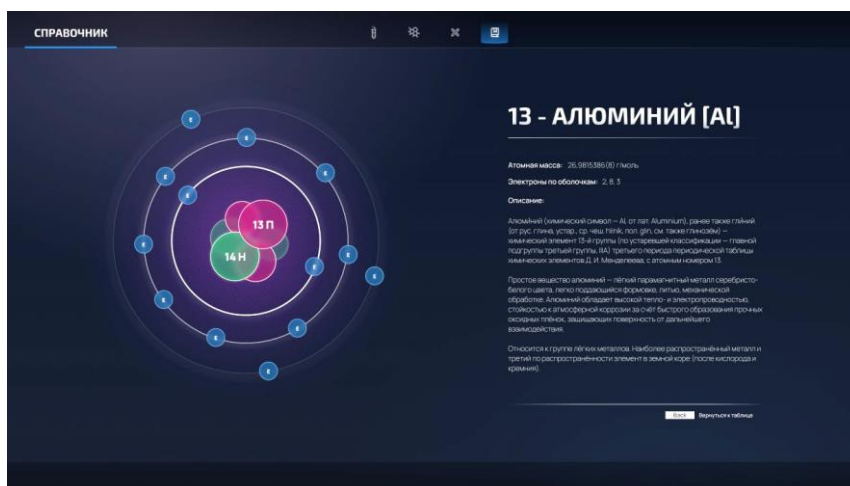 СПРАВОЧНИК
13 - АЛЮМИНИЙ [AL]
Атомная масса: 26,9815386(8) г/моль
Электроны по оболочкам: 2, 8, 3
Описание:
Алюми́ний (химический символ — Al, от лат. Aluminium), ранее также гли́ний
(от рус. глина, устар., ср. чеш. hliník, пол. glin, см. также глинозём) —
химический элемент 13-й группы (по устаревшей классификации — главной
подгруппы третьей группы, IIIA) третьего периода периодической таблицы
химических элементов Д. И. Менделеева, с атомным номером 13.
Простое вещество алюминий — лёгкий парамагнитный металл серебристо-
белого цвета, легко поддающийся формовке, литью, механической
обработке. Алюминий обладает высокой тепло- и электропроводностью,
стойкостью к атмосферной коррозии за счёт быстрого образования прочных
оксидных плёнок, защищающих поверхность от дальнейшего
взаимодействия.
Относится к группе лёгких металлов. Наиболее распространённый металл и
третий по распространённости элемент в земной коре (после кислорода и
кремния).
Back Вернуться к таблице
13 П
14 Н